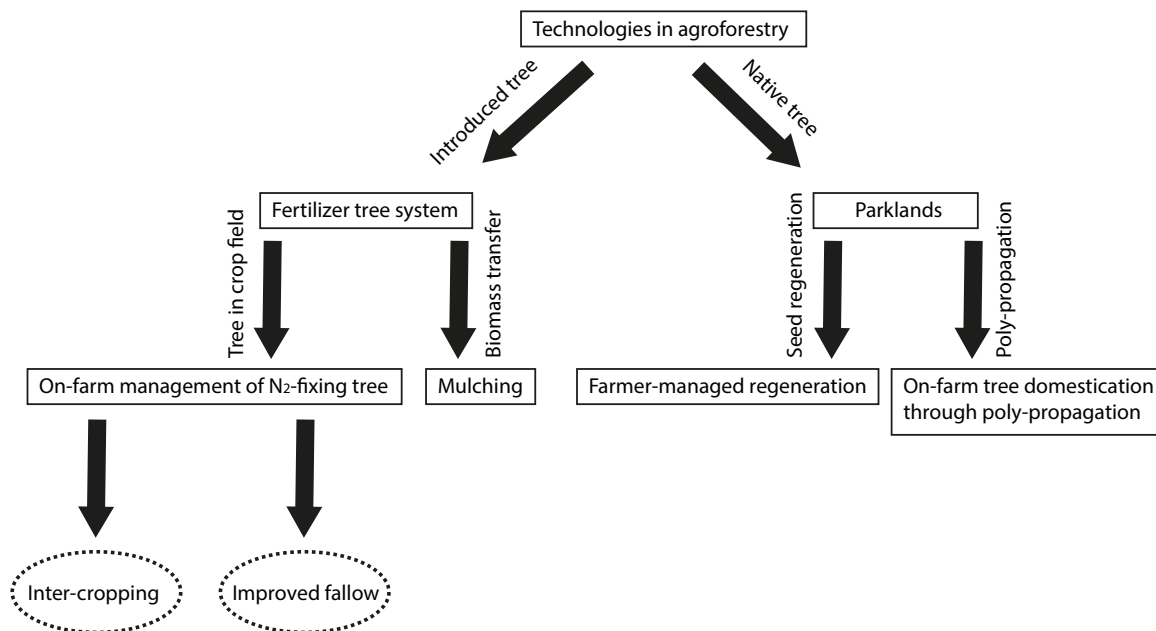 Technologies in agroforestry
Introduced tree
Native tree
Fertilizer tree system
Parklands
Tree in crop field
Biomass transfer
Seed regeneration
Poly-propagation
On-farm management of N₂-fixing tree
Mulching
Farmer-managed regeneration
On-farm tree domestication
through poly-propagation
Inter-cropping
Improved fallow